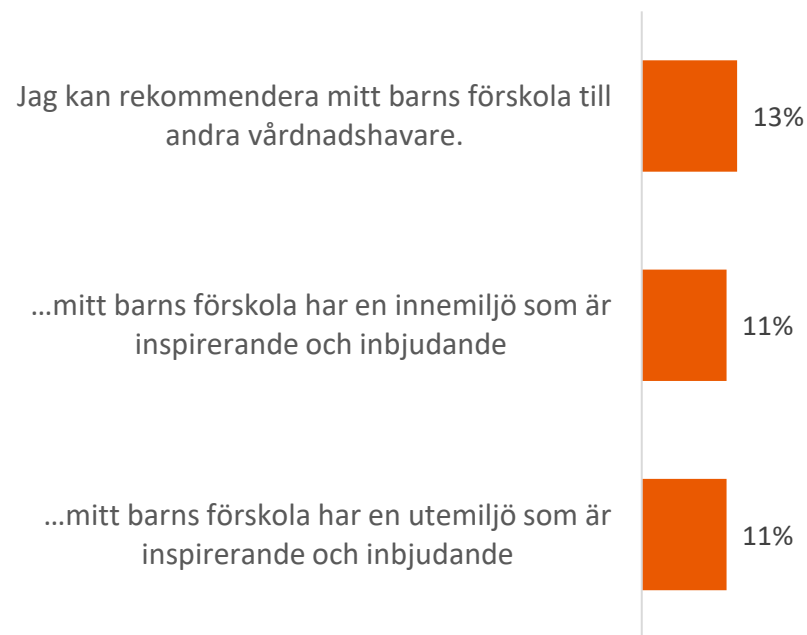 Jag kan rekommendera mitt barns förskola till
andra vårdnadshavare.
13%
...mitt barns förskola har en innemiljö som är
inspirerande och inbjudande
11%
...mitt barns förskola har en utemiljö som är
inspirerande och inbjudande
11%